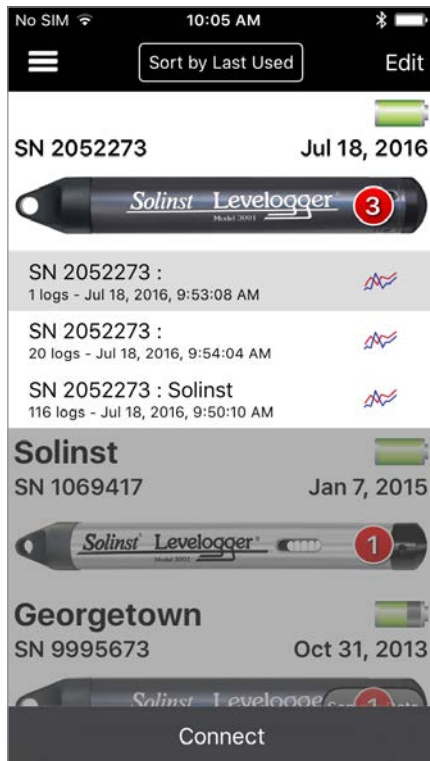 No SIM 10:05 AM
Sort by Last Used Edit
SN 2052273 Jul 18, 2016
Solinst Levelogger 3
Model 3001
SN 2052273 :
1 logs - Jul 18, 2016, 9:53:08 AM
SN 2052273 :
20 logs - Jul 18, 2016, 9:54:04 AM
SN 2052273 : Solinst
116 logs - Jul 18, 2016, 9:50:10 AM
Solinst
SN 1069417 Jan 7, 2015
Solinst Levelogger 1
Model 3001
Georgetown
SN 9995673 Oct 31, 2013
Solinst 1
Connect